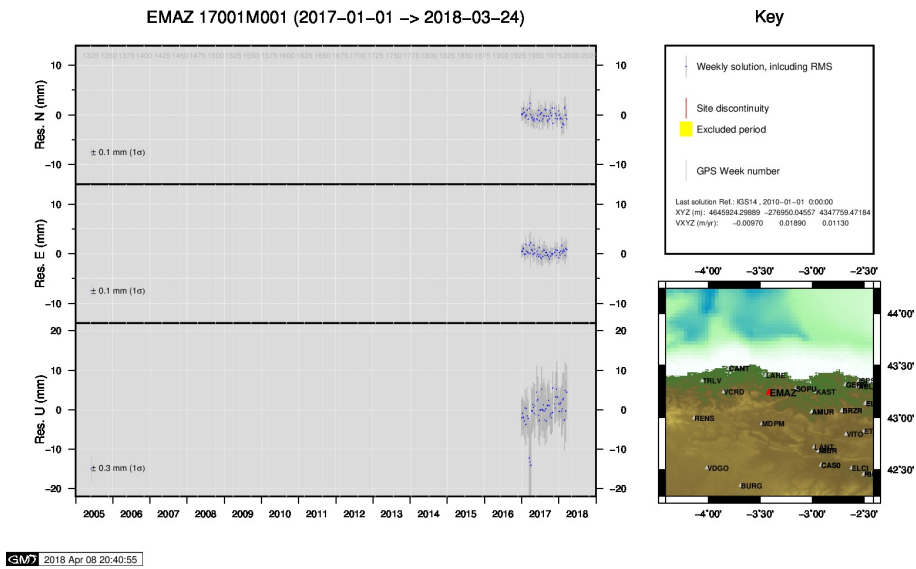 EMAZ 17001M001 (2017−01−01 −> 2018−03−24)
Key
Res. N (mm)
10
0
−10
± 0.1 mm (1σ)
10
0
−10
Res. E (mm)
10
0
−10
± 0.1 mm (1σ)
10
0
−10
Res. U (mm)
20
10
0
−10
−20
± 0.3 mm (1σ)
20
10
0
−10
−20
2005 2006 2007 2008 2009 2010 2011 2012 2013 2014 2015 2016 2017 2018
Weekly solution, inlcuding RMS
Site discontinuity
Excluded period
GPS Week number
Last solution Ref.: IGS14 , 2010−01−01 0:00:00
XYZ (m): 4645924.29889 −276950.04557 4347759.47184
VXYZ (m/yr): −0.00970 0.01890 0.01130
−4˚00' −3˚30' −3˚00' −2˚30'
44˚00'
43˚30'
43˚00'
42˚30'
CANT
LARE
TRLV
VCRD
EMAZ
SOPU
XAST
RENS
MDPM
AMUR
BRZR
VITO
VDGO
CAS0
ELCI
BURG
−4˚00' −3˚30' −3˚00' −2˚30'
GMT 2018 Apr 08 20:40:55